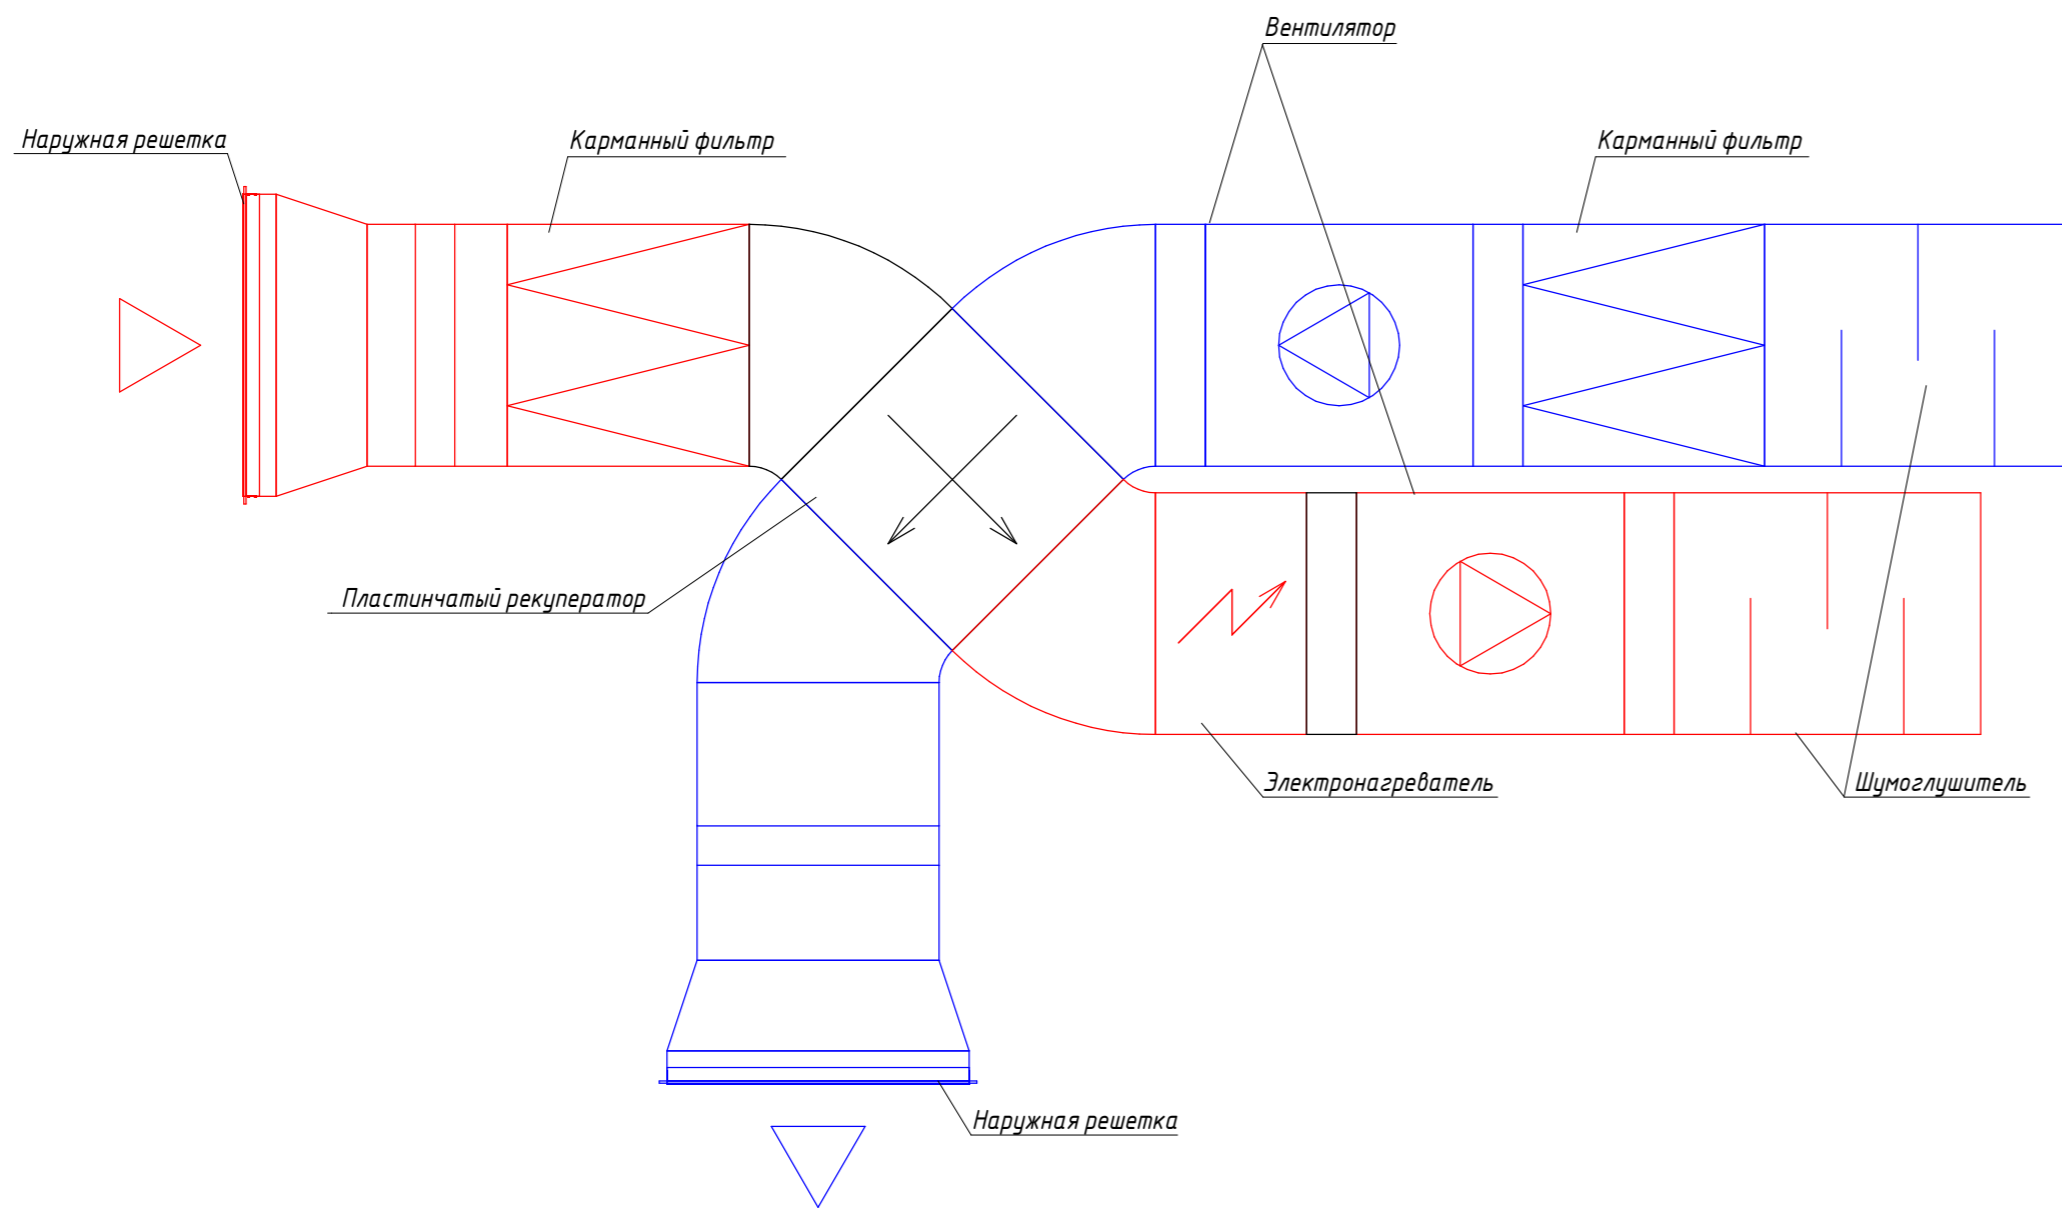 Вентилятор
Наружная решетка
Карманный фильтр
Карманный фильтр
Пластинчатый рекуператор
Электронагреватель
Шумоглушитель
Наружная решетка